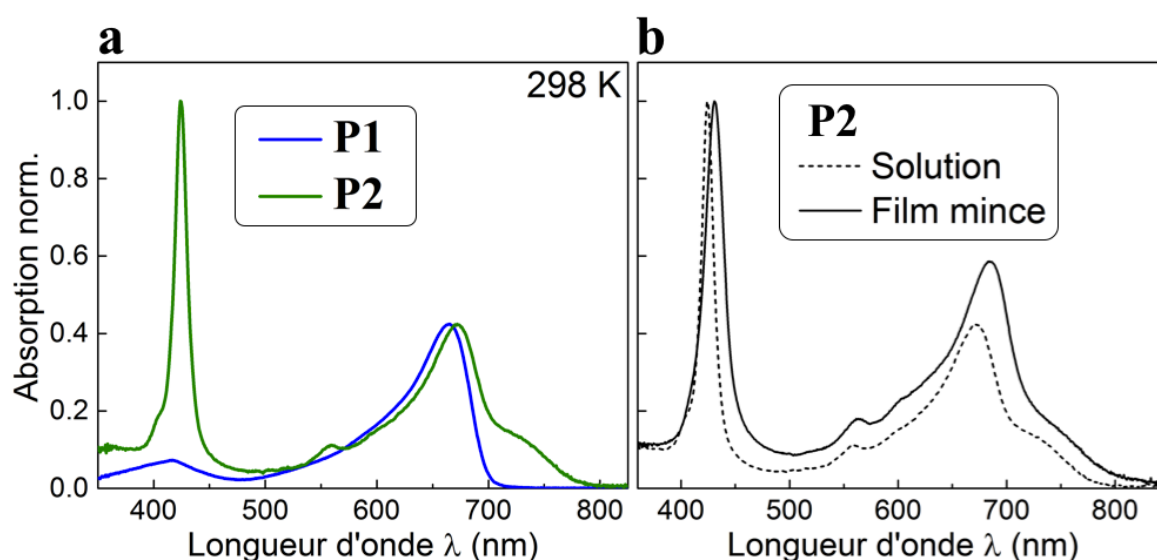 a
b
298 K
P1
P2
P2
Solution
Film mince
Absorption norm.
1.0
0.8
0.6
0.4
0.2
0.0
400 500 600 700 800
400 500 600 700 800
Longueur d'onde λ (nm)
Longueur d'onde λ (nm)